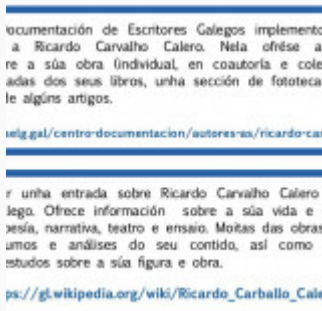 ocumentación de Escritores Galegos implemento
a Ricardo Carvalho Calero. Nela ofrése a
re a súa obra (individual, en coautoría e cole
adas dos seus libros, unha sección de fototeca
le algúns artigos.
aelg.gal/centro-documentacion/autores-as/ricardo-car
r unha entrada sobre Ricardo Carvalho Calero
lego. Ofrece información sobre a súa vida e
oesía, narrativa, teatro e ensaio. Moitas das obras
umos e análises do seu contido, así como
estudos sobre a súa figura e obra.
ps://gl.wikipedia.org/wiki/Ricardo_Carballo_Cale